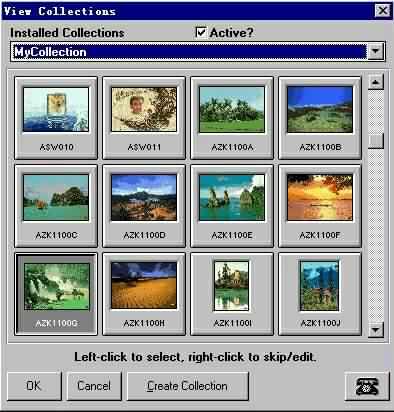 View Collections
Installed Collections Active?
MyCollection
ASW010 ASW011 AZK1100A AZK1100B
AZK1100C AZK1100D AZK1100E AZK1100F
AZK1100G AZK1100H AZK1100I AZK1100J
Left-click to select, right-click to skip/edit.
OK Cancel Create Collection